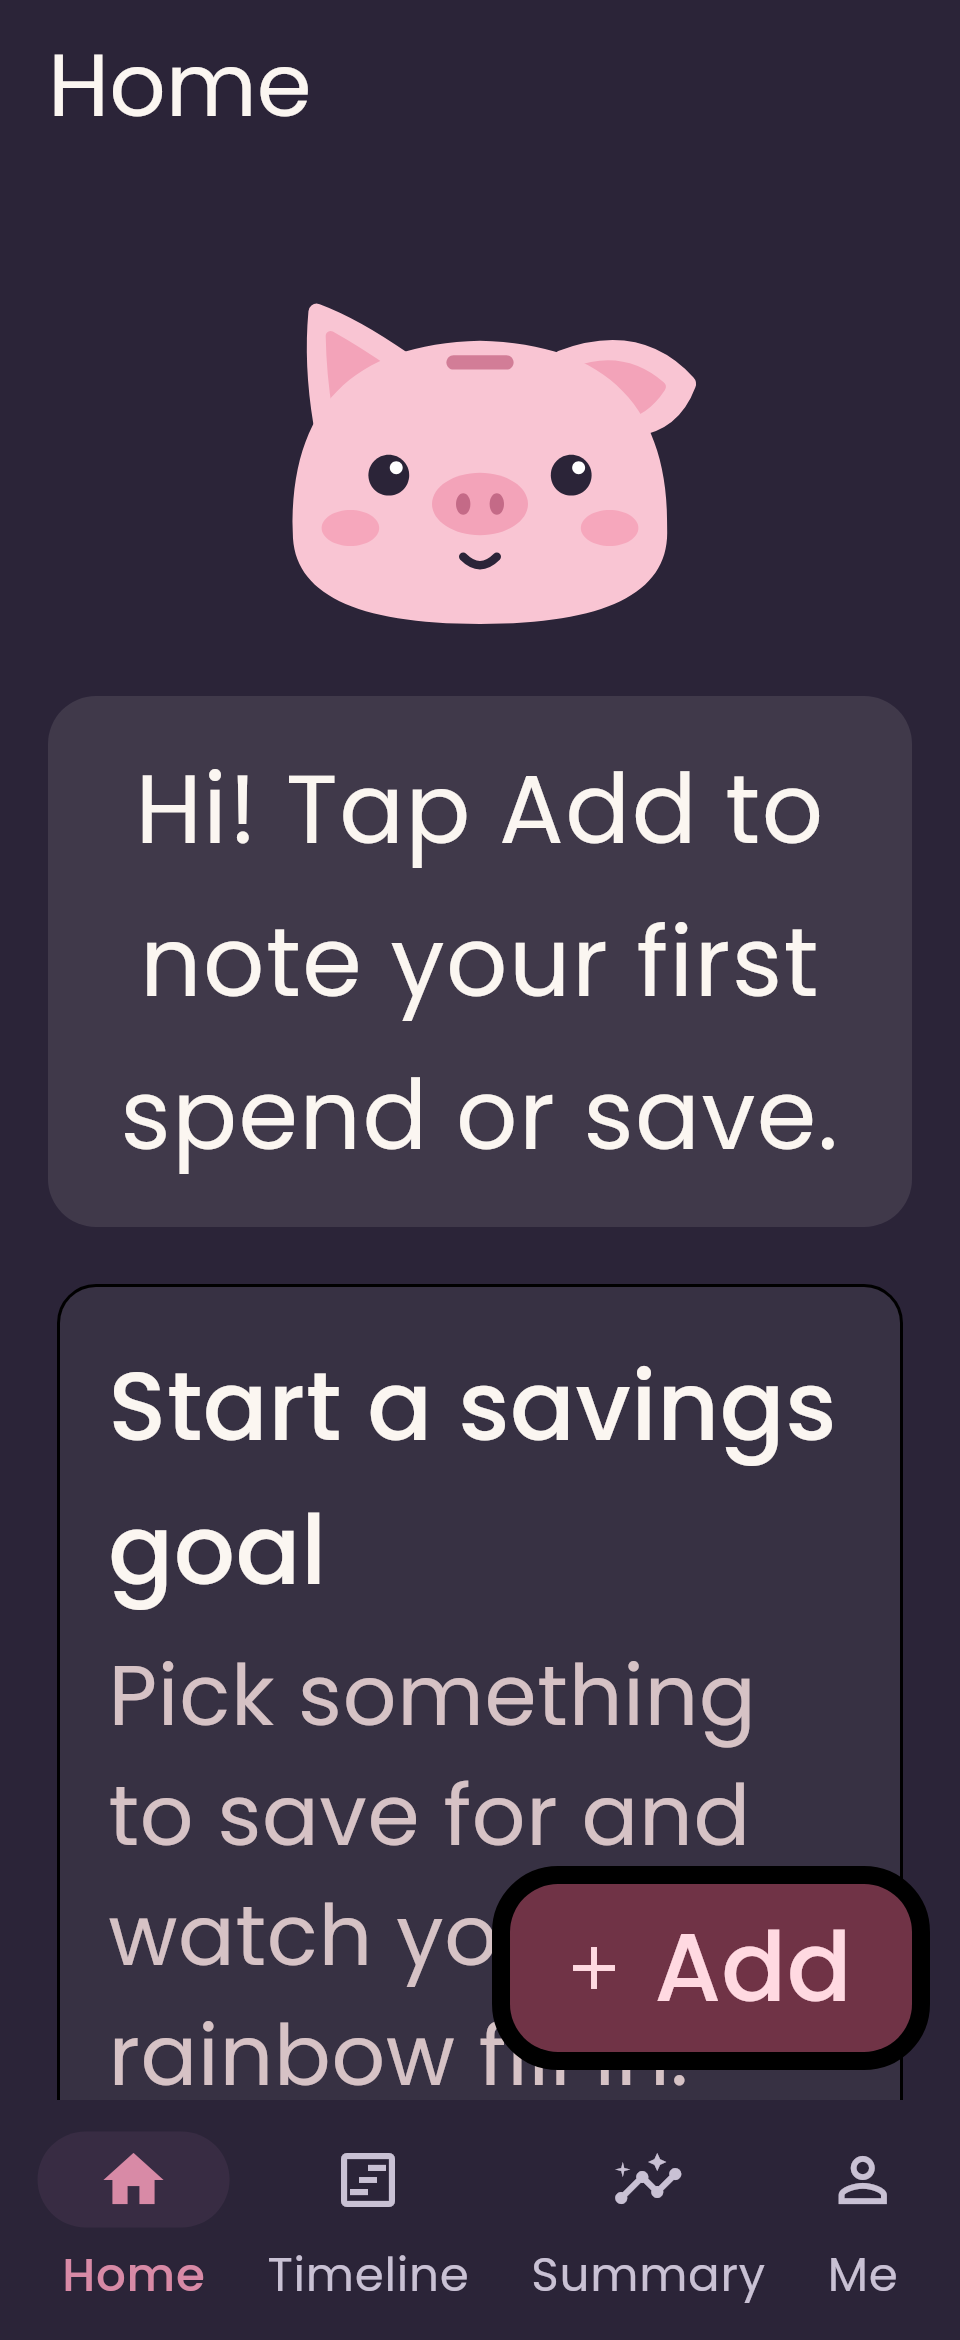 Home
Hi! Tap Add to
note your first
spend or save.
Start a savings
goal
Pick something
to save for and
watch
rainbow
+ Add
Home
Timeline
Summary
Me